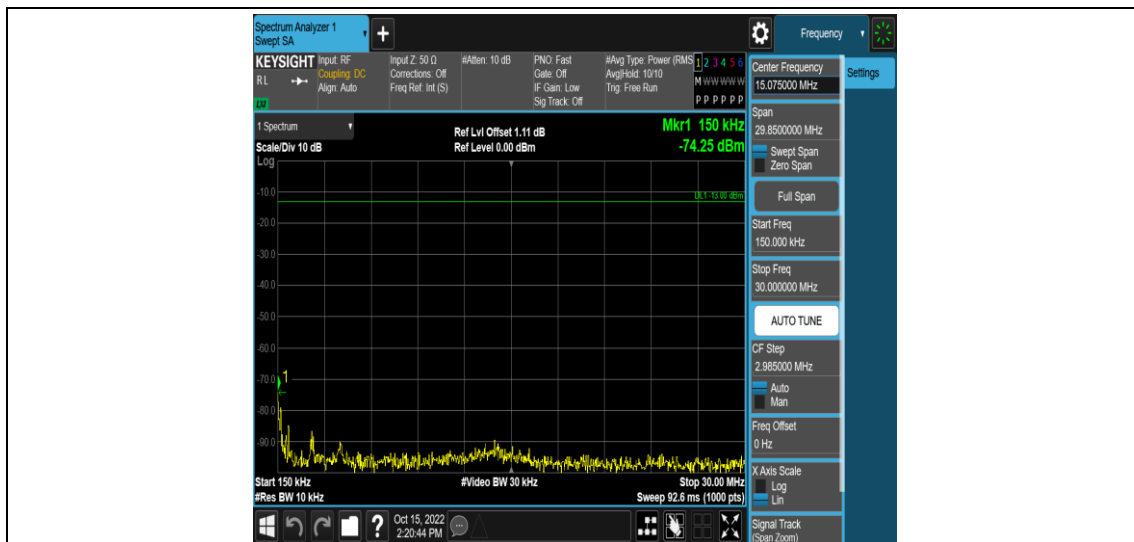 Spectrum Analyzer 1
Swept SA
+
Frequency
KEYSIGHT
R L
LXI
Input: RF
Coupling: DC
Align: Auto
Input Z: 50 Ω
Corrections: Off
Freq Ref: Int (S)
#Atten: 10 dB
PNO: Fast
Gate: Off
IF Gain: Low
Sig Track: Off
#Avg Type: Power (RMS
Avg|Hold: 10/10
Trig: Free Run
1 2 3 4 5 6
M W W W W W
P P P P P P
1 Spectrum
Scale/Div 10 dB
Ref Lvl Offset 1.11 dB
Ref Level 0.00 dBm
Mkr1 150 kHz
-74.25 dBm
Log
DL1 -13.00 dBm
-10.0
-20.0
-30.0
-40.0
-50.0
-60.0
-70.0
1
-80.0
-90.0
Start 150 kHz
#Res BW 10 kHz
#Video BW 30 kHz
Stop 30.00 MHz
Sweep 92.6 ms (1000 pts)
?
Oct 15, 2022
2:20:44 PM
Center Frequency
15.075000 MHz
Settings
Span
29.8500000 MHz
Swept Span
Zero Span
Full Span
Start Freq
150.000 kHz
Stop Freq
30.000000 MHz
AUTO TUNE
CF Step
2.985000 MHz
Auto
Man
Freq Offset
0 Hz
X Axis Scale
Log
Lin
Signal Track
(Span Zoom)